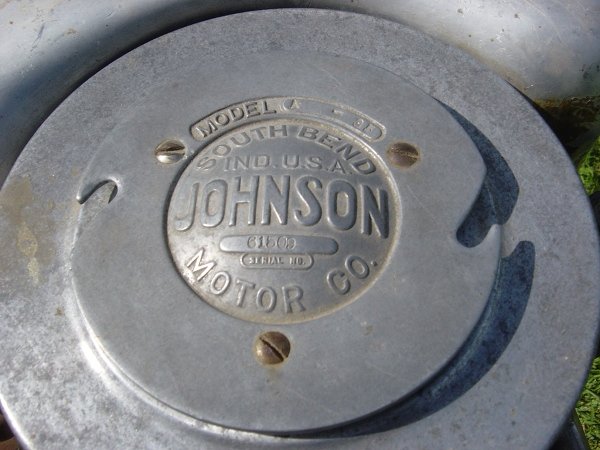 MODEL A
SOUTH BEND
IND. U.S.A
JOHNSON
SERIAL NO.
MOTOR CO.